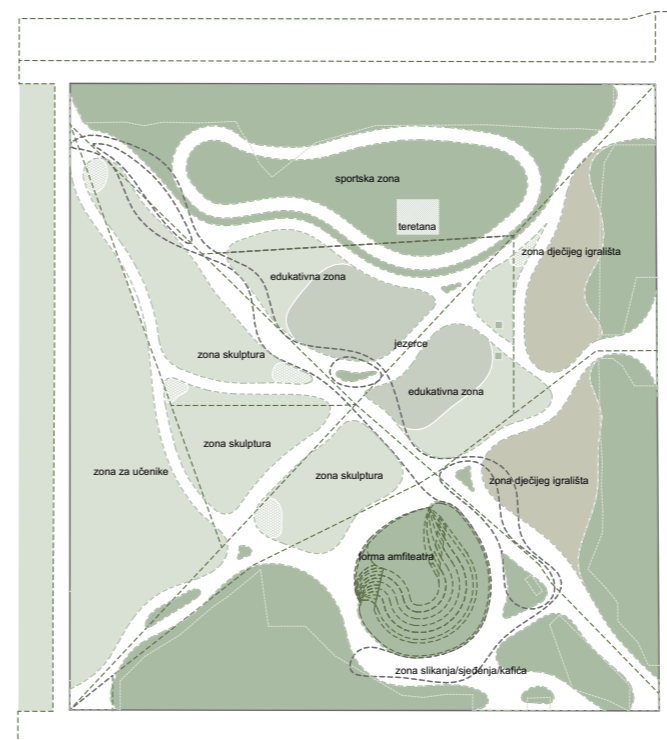 sportska zona
teretana
zona dječijeg igrališta
edukativna zona
jezerce
zona skulptura
edukativna zona
zona skulptura
zona za učenike
zona skulptura
zona dječijeg igrališta
forma amfiteatra
zona slikanja/sjeđenja/kafića